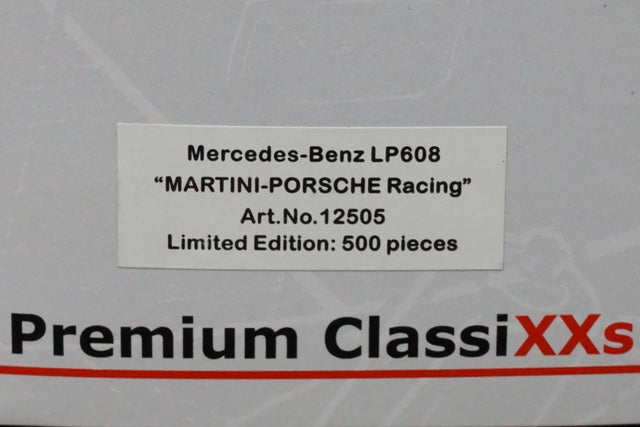 Mercedes-Benz LP608
“MARTINI-PORSCHE Racing”
Art.No.12505
Limited Edition: 500 pieces
Premium ClassiXXs